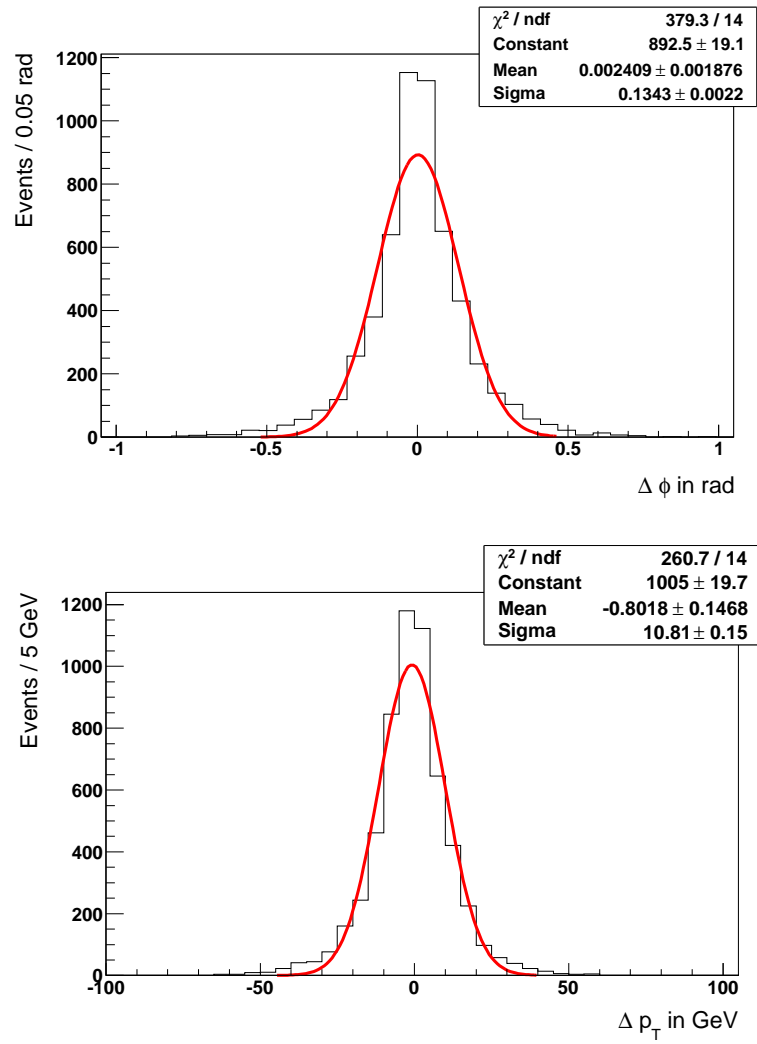 χ² / ndf 379.3 / 14
Constant 892.5 ± 19.1
Mean 0.002409 ± 0.001876
Sigma 0.1343 ± 0.0022
Events / 0.05 rad
1200
1000
800
600
400
200
0
-1 -0.5 0 0.5 1
Δ ϕ in rad
χ² / ndf 260.7 / 14
Constant 1005 ± 19.7
Mean -0.8018 ± 0.1468
Sigma 10.81 ± 0.15
Events / 5 GeV
1200
1000
800
600
400
200
0
-100 -50 0 50 100
Δ p_T in GeV